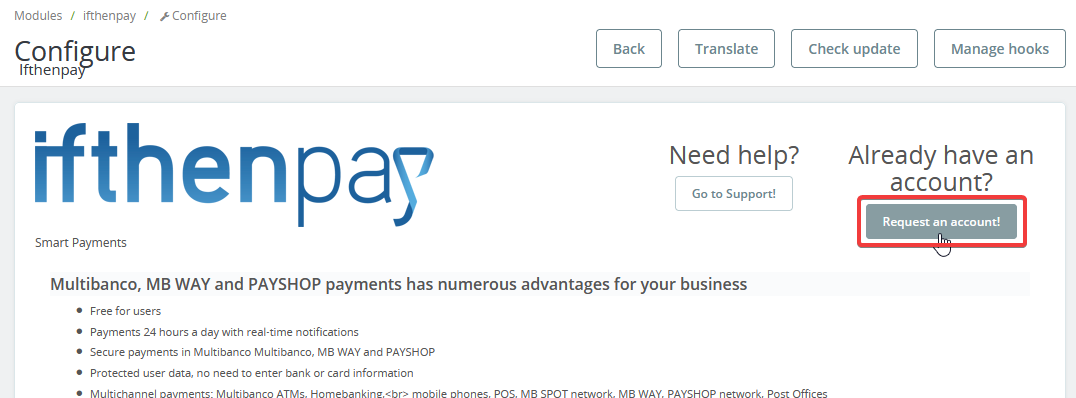 Modules / ifthenpay / Configure
Configure
Ifthenpay
Back
Translate
Check update
Manage hooks
ifthenpay
Smart Payments
Need help?
Go to Support!
Already have an
account?
Request an account!
Multibanco, MB WAY and PAYSHOP payments has numerous advantages for your business
Free for users
Payments 24 hours a day with real-time notifications
Secure payments in Multibanco Multibanco, MB WAY and PAYSHOP
Protected user data, no need to enter bank or card information
Multichannel payments: Multibanco ATMs, Homebanking,<br> mobile phones, POS, MB SPOT network, MB WAY, PAYSHOP network, Post Offices